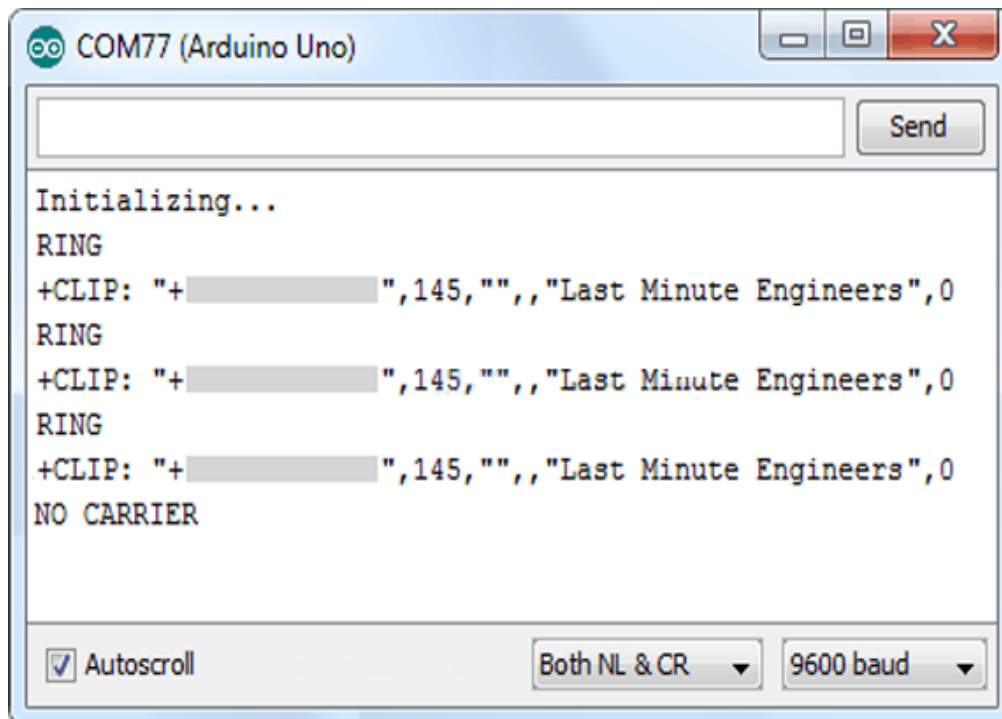 COM77 (Arduino Uno)
Send
Initializing...
RING
+CLIP: "+",145,"",,"Last Minute Engineers",0
RING
+CLIP: "+",145,"",,"Last Minute Engineers",0
RING
+CLIP: "+",145,"",,"Last Minute Engineers",0
NO CARRIER
Autoscroll
Both NL & CR
9600 baud